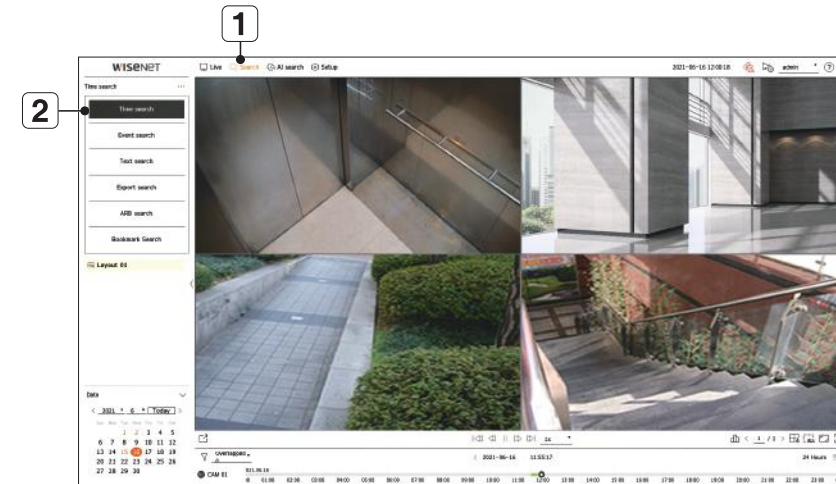 1
WISENET
Live Search AI search Setup
2021-06-16 12:00:18
admin
Time search
2
Time search
Event search
Text search
Export search
ARB search
Bookmark Search
Layout 01
Date
2021 6 Today
Sun Mon Tue Wed Thu Fri Sat
1 2 3 4 5
6 7 8 9 10 11 12
13 14 15 16 17 18 19
20 21 22 23 24 25 26
27 28 29 30
1x
1 / 3
Overlapped
0
2021-06-16 11:55:17
24 Hours
CAM 01
021.06.16
01:00 02:00 03:00 04:00 05:00 06:00 07:00 08:00 09:00 10:00 11:00 12:00 13:00 14:00 15:00 16:00 17:00 18:00 19:00 20:00 21:00 22:00 23:00